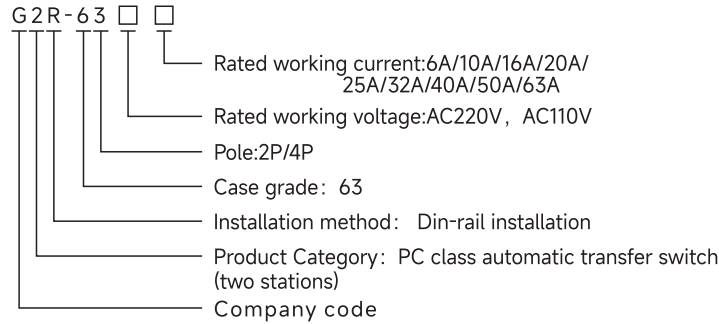 G2R-63□ □
Rated working current:6A/10A/16A/20A/
25A/32A/40A/50A/63A
Rated working voltage:AC220V，AC110V
Pole:2P/4P
Case grade：63
Installation method： Din-rail installation
Product Category：PC class automatic transfer switch
(two stations)
Company code